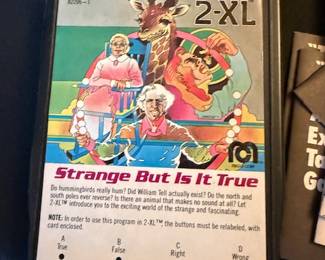 2-XL™
MEGO CORP.
Strange But Is It True
Do hummingbirds really hum? Did William Tell actually exist? Do the north
and south poles ever reverse? Is there an animal that makes no sound at all? Let
2-XL™ introduce you to the exciting world of the strange and fascinating.
NOTE: In order to use this program in 2-XL™ the buttons must be relabeled, with
card enclosed.
A B C D
True False Right Wrong